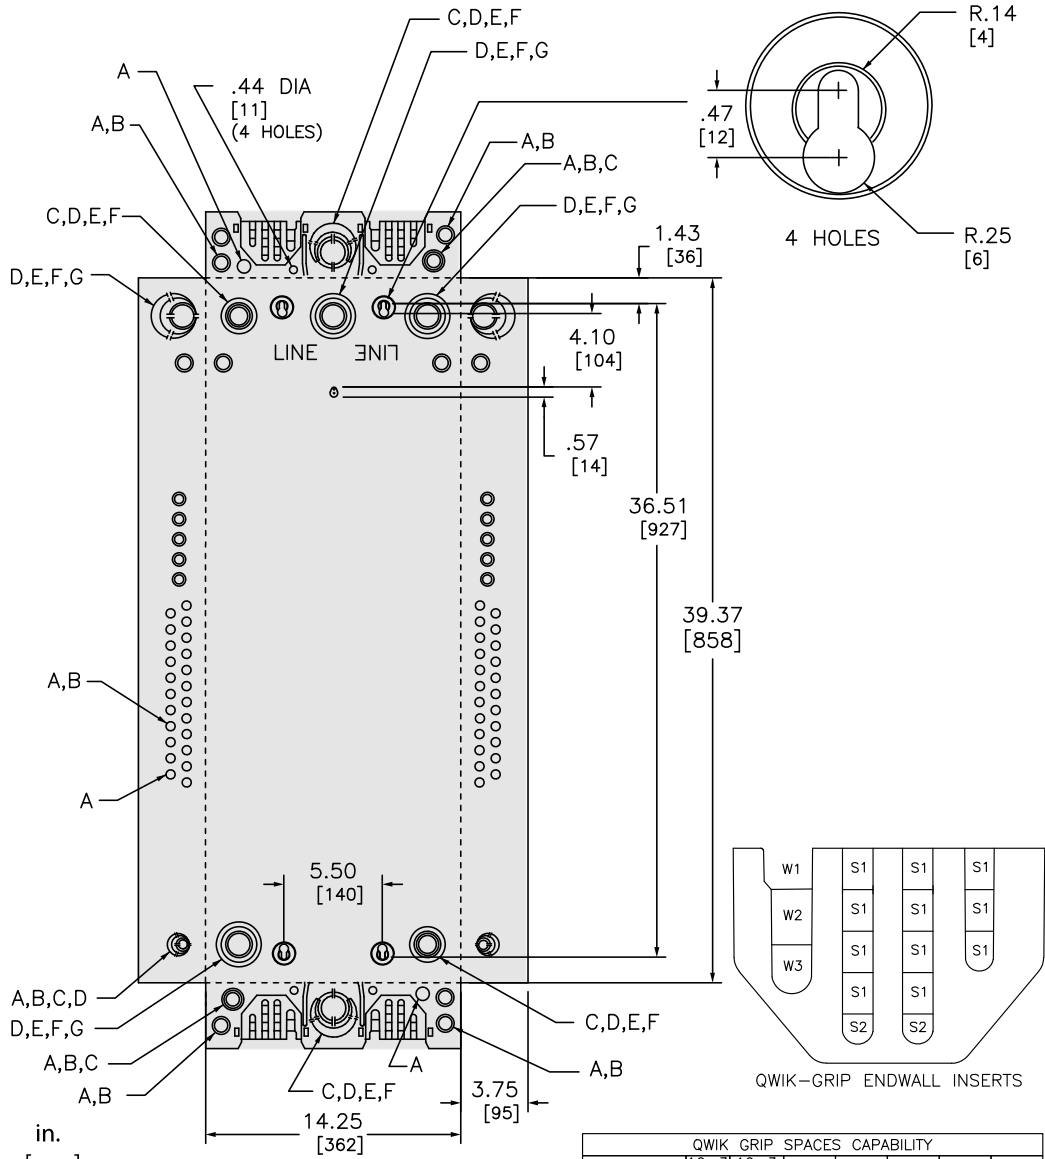 C,D,E,F
R.14
[4]
D,E,F,G
A
.44 DIA
[11]
(4 HOLES)
.47
[12]
A,B
A,B
A,B,C
C,D,E,F
D,E,F,G
4 HOLES
R.25
[6]
1.43
[36]
D,E,F,G
LINE
LINE
4.10
[104]
.57
[14]
36.51
[927]
39.37
[858]
A,B
A
5.50
[140]
W1
S1
S1
S1
W2
S1
S1
S1
W3
S1
S1
S1
S1
S1
S2
S2
A,B,C,D
D,E,F,G
C,D,E,F
A,B,C
A
A,B
QWIK-GRIP ENDWALL INSERTS
A,B
C,D,E,F
3.75
[95]
14.25
[362]
in.
QWIK GRIP SPACES CAPABILITY